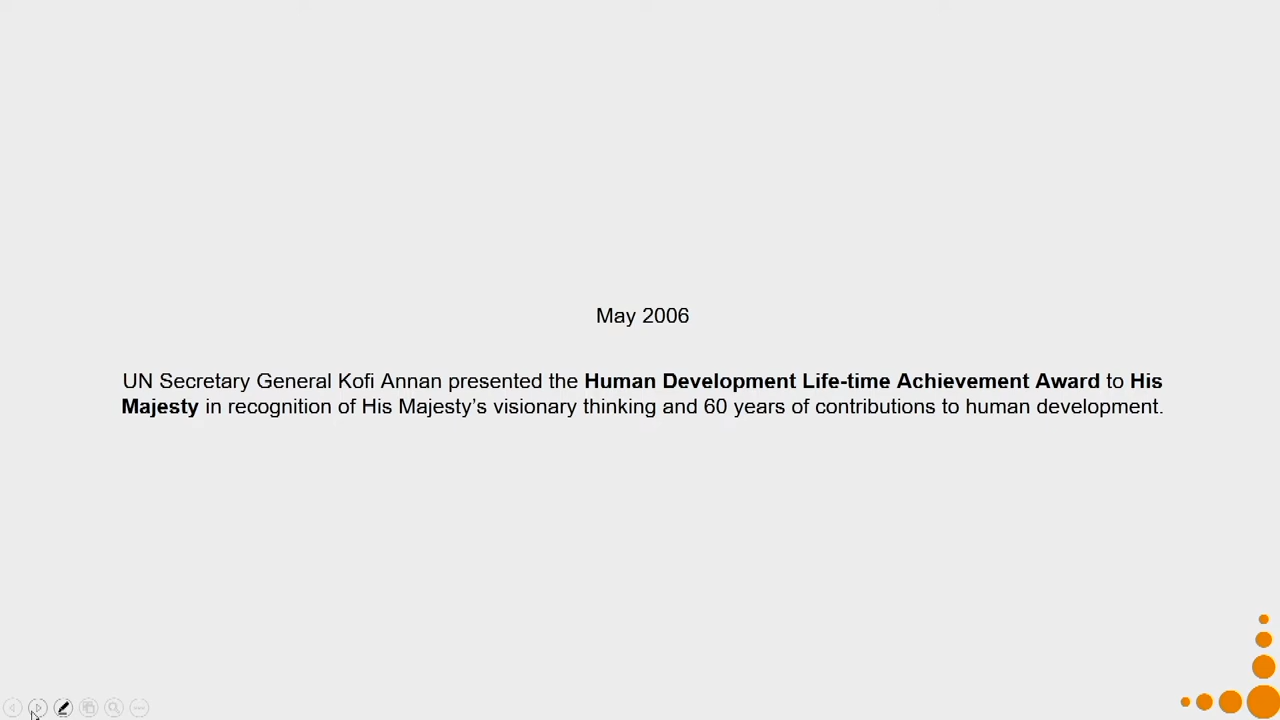 May 2006
UN Secretary General Kofi Annan presented the Human Development Life-time Achievement Award to His
Majesty in recognition of His Majesty’s visionary thinking and 60 years of contributions to human development.